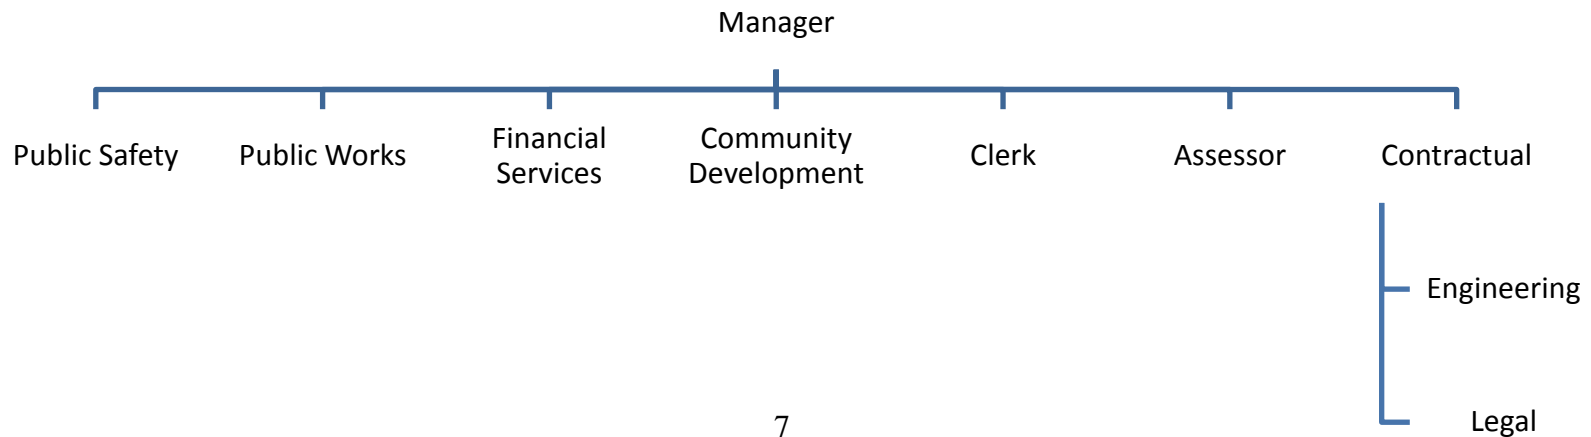 Manager
Public Safety
Public Works
Financial
Services
Community
Development
Clerk
Assessor
Contractual
Engineering
Legal
7